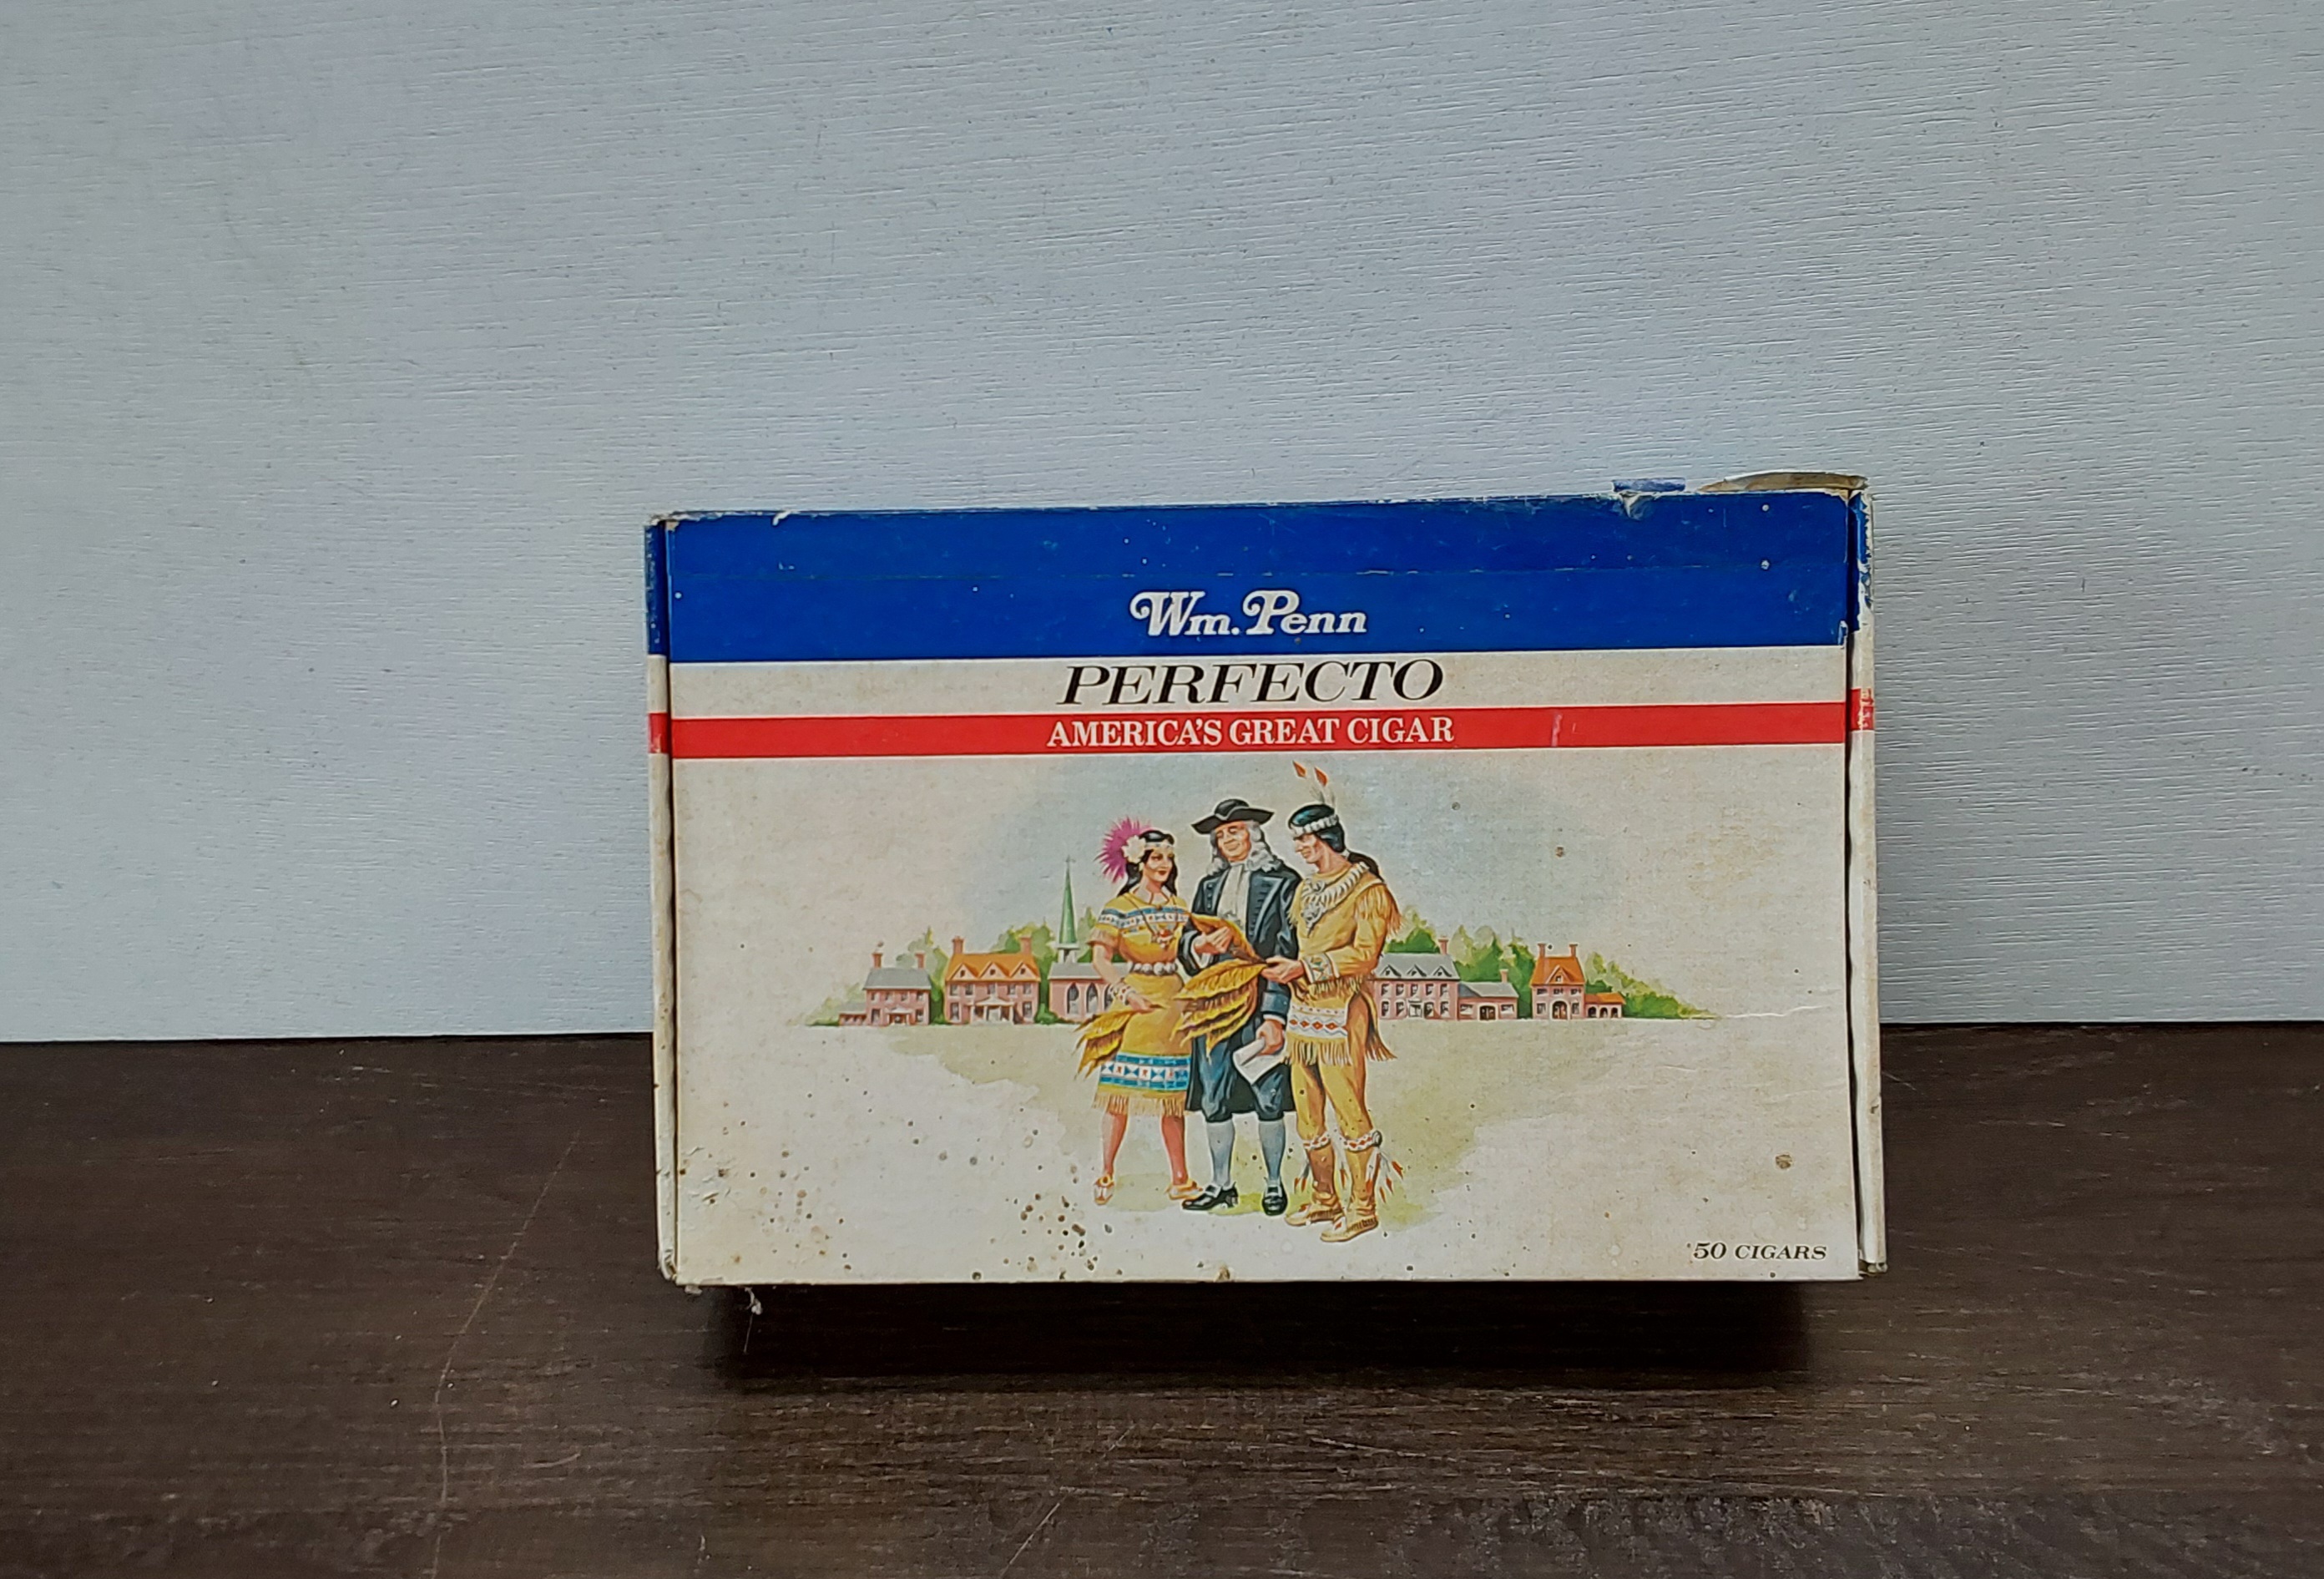 Wm. Penn
PERFECTO
AMERICA'S GREAT CIGAR
50 CIGARS